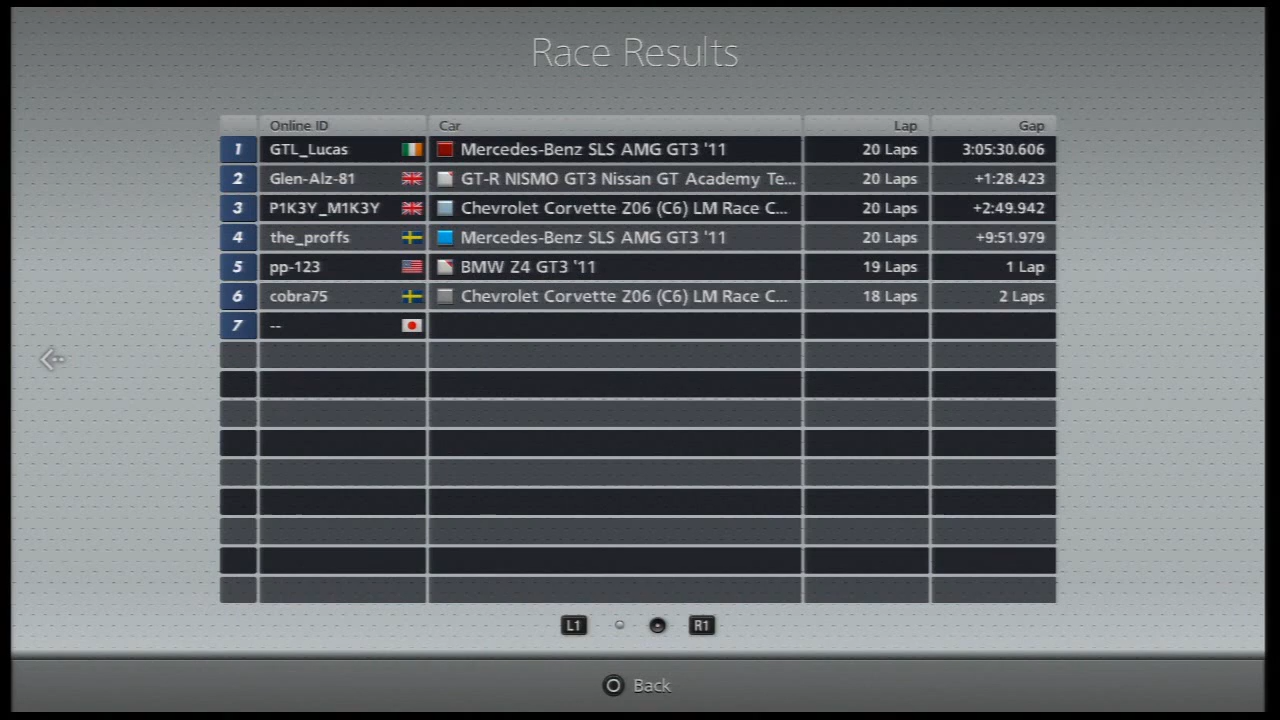 Race Results
Online ID Car Lap Gap
1 GTL_Lucas Mercedes-Benz SLS AMG GT3 '11 20 Laps 3:05:30.606
2 Glen-Alz-81 GT-R NISMO GT3 Nissan GT Academy Te... 20 Laps +1:28.423
3 P1K3Y_M1K3Y Chevrolet Corvette Z06 (C6) LM Race C... 20 Laps +2:49.942
4 the_proffs Mercedes-Benz SLS AMG GT3 '11 20 Laps +9:51.979
5 pp-123 BMW Z4 GT3 '11 19 Laps 1 Lap
6 cobra75 Chevrolet Corvette Z06 (C6) LM Race C... 18 Laps 2 Laps
7 --
L1 R1
Back